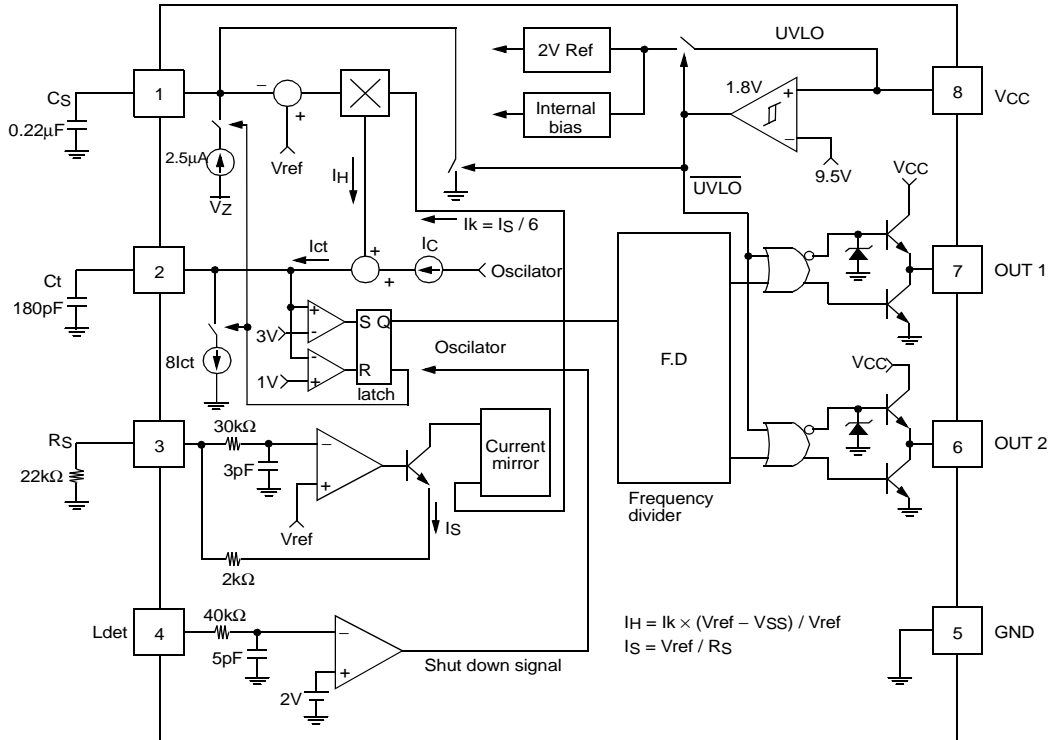 UVLO
2V Ref
1
CS
0.22µF
−
+
1.8V
+
−
8
VCC
Internal bias
2.5µA
Vref
VZ
IH
UVLO
9.5V
VCC
Ik = IS / 6
2
Ct
180pF
Ict
+
+
IC
Oscilator
7
OUT 1
+
-
3V
S Q
Oscilator
F.D
8Ict
-
+
1V
R
latch
VCC
3
RS
22kΩ
30kΩ
3pF
−
+
Vref
Current mirror
6
OUT 2
Frequency divider
IS
2kΩ
4
Ldet
40kΩ
5pF
−
+
2V
Shut down signal
IH = Ik × (Vref − VSS) / Vref
IS = Vref / RS
5
GND